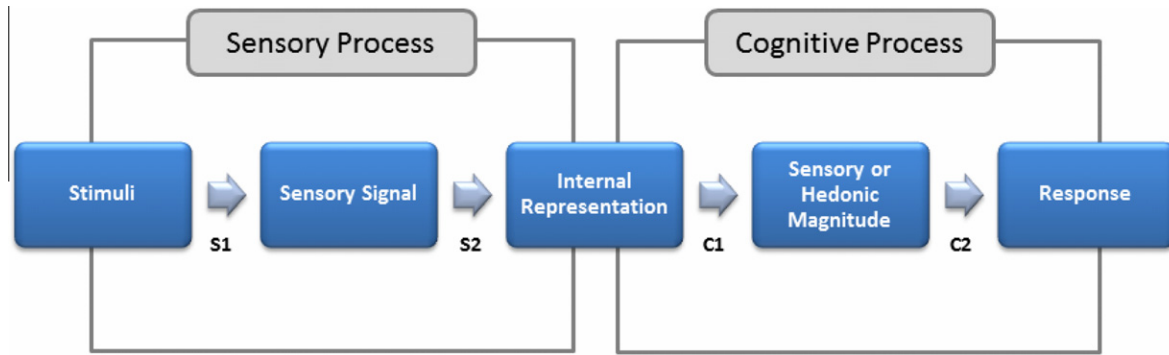 Sensory Process
Cognitive Process
Stimuli
Sensory Signal
Internal
Representation
Sensory or
Hedonic
Magnitude
Response
S1
S2
C1
C2